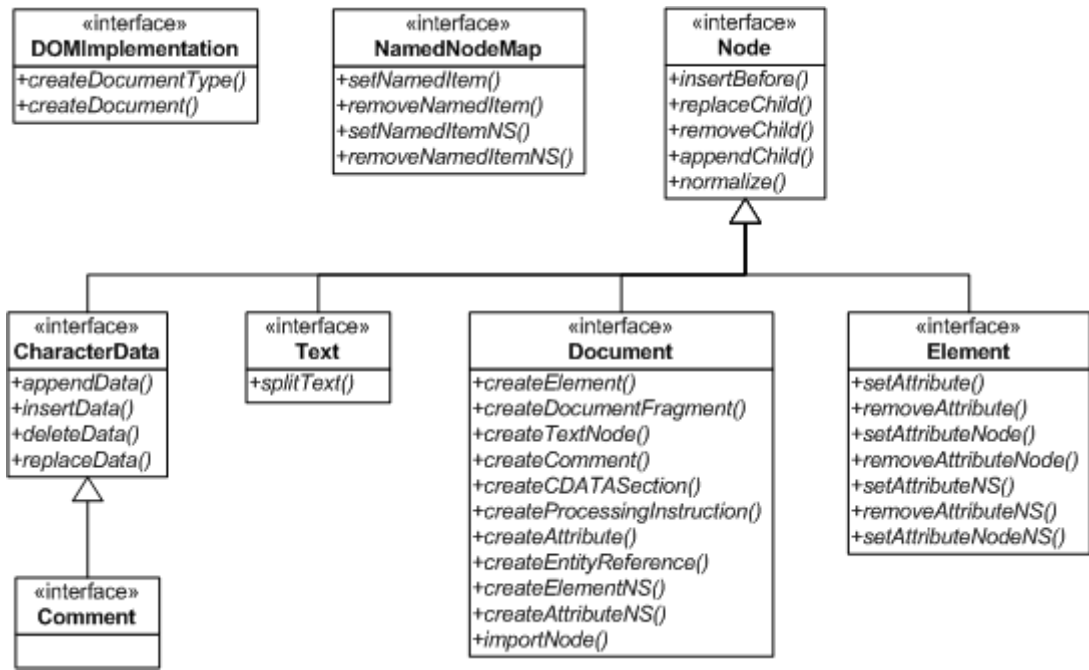 «interface»
DOMImplementation
+createDocumentType()
+createDocument()
«interface»
NamedNodeMap
+setNamedItem()
+removeNamedItem()
+setNamedItemNS()
+removeNamedItemNS()
«interface»
Node
+insertBefore()
+replaceChild()
+removeChild()
+appendChild()
+normalize()
«interface»
CharacterData
+appendData()
+insertData()
+deleteData()
+replaceData()
«interface»
Text
+splitText()
«interface»
Document
+createElement()
+createDocumentFragment()
+createTextNode()
+createComment()
+createCDATASection()
+createProcessingInstruction()
+createAttribute()
+createEntityReference()
+createElementNS()
+createAttributeNS()
+importNode()
«interface»
Element
+setAttribute()
+removeAttribute()
+setAttributeNode()
+removeAttributeNode()
+setAttributeNS()
+removeAttributeNS()
+setAttributeNodeNS()
«interface»
Comment